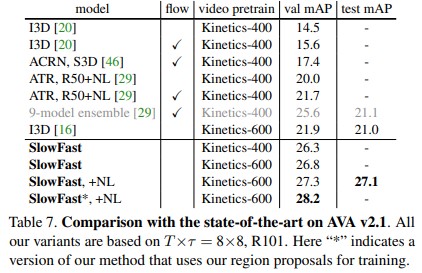 model flow video pretrain val mAP test mAP
I3D [20] Kinetics-400 14.5 -
I3D [20] ✓ Kinetics-400 15.6 -
ACRN, S3D [46] ✓ Kinetics-400 17.4 -
ATR, R50+NL [29] Kinetics-400 20.0 -
ATR, R50+NL [29] ✓ Kinetics-400 21.7 -
9-model ensemble [29] ✓ Kinetics-400 25.6 21.1
I3D [16] Kinetics-600 21.9 21.0
SlowFast Kinetics-400 26.3 -
SlowFast Kinetics-600 26.8 -
SlowFast, +NL Kinetics-600 27.3 27.1
SlowFast*, +NL Kinetics-600 28.2 -
Table 7. Comparison with the state-of-the-art on AVA v2.1. All
our variants are based on T×τ = 8×8, R101. Here “*” indicates a
version of our method that uses our region proposals for training.